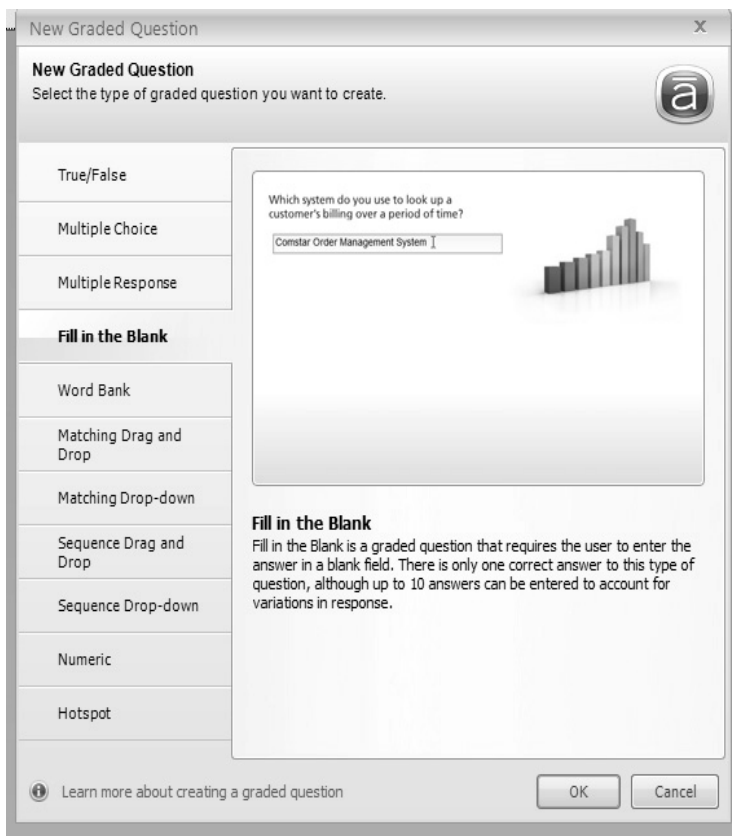 New Graded Question
X
New Graded Question
Select the type of graded question you want to create.
ā
True/False
Multiple Choice
Multiple Response
Fill in the Blank
Word Bank
Matching Drag and
Drop
Matching Drop-down
Sequence Drag and
Drop
Sequence Drop-down
Numeric
Hotspot
Which system do you use to look up a
customer's billing over a period of time?
Comstar Order Management System
Fill in the Blank
Fill in the Blank is a graded question that requires the user to enter the
answer in a blank field. There is only one correct answer to this type of
question, although up to 10 answers can be entered to account for
variations in response.
Learn more about creating a graded question
OK
Cancel